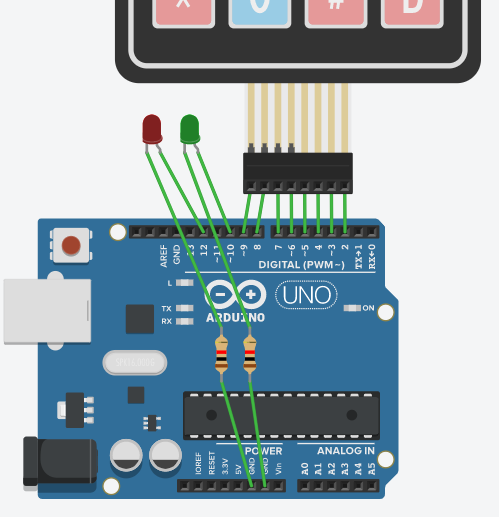 * 0 # D
AREF
GND
13
12
~11
~10
~9
8
7
~6
~5
4
~3
2
TX→1
RX←0
DIGITAL (PWM~)
L
TX
RX
UNO
ARDUINO
ON
IOREF
RESET
3.3V
5V
GND
GND
Vin
POWER
ANALOG IN
A0
A1
A2
A3
A4
A5